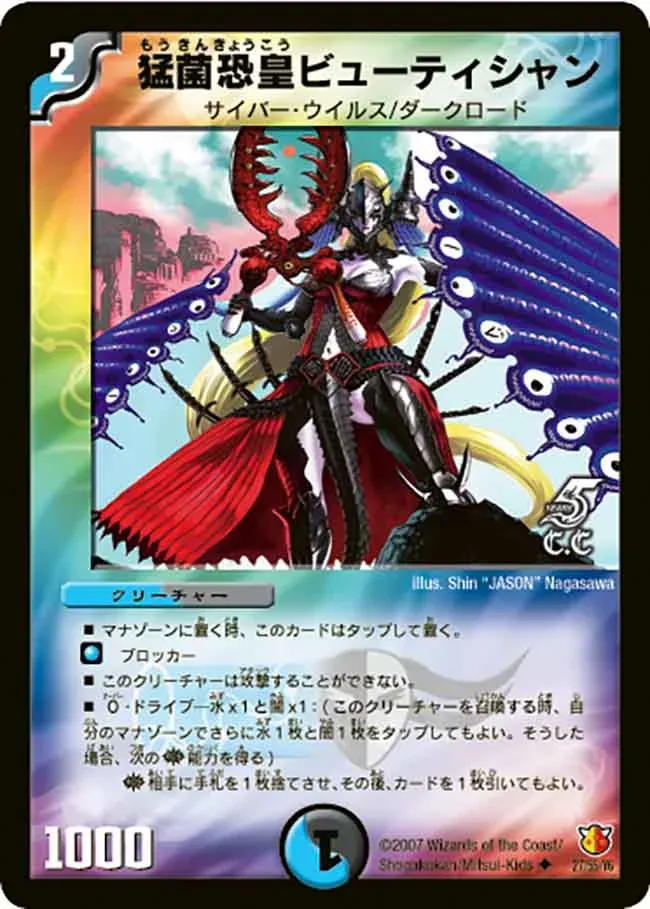 もうきんきょうこう
2
猛菌恐皇ビューティシャン
サイバー・ウイルス/ダークロード
5
C.C
illus. Shin "JASON" Nagasawa
クリーチャー
■ マナゾーンに置く時、このカードはタップして置く。
ブロッカー
■ このクリーチャーは攻撃することができない。
■ O・ドライブー水x1と闇x1:(このクリーチャーを召喚する時、自
分のマナゾーンでさらに水1枚と闇1枚をタップしてもよい。そうした
場合、次の能力を得る)
相手に手札を1枚捨てさせ、その後、カードを1枚引いてもよい。
1000
1
©2007 Wizards of the Coast/
Shogakukan/Mitsui-Kids ◆
27/55/Y6